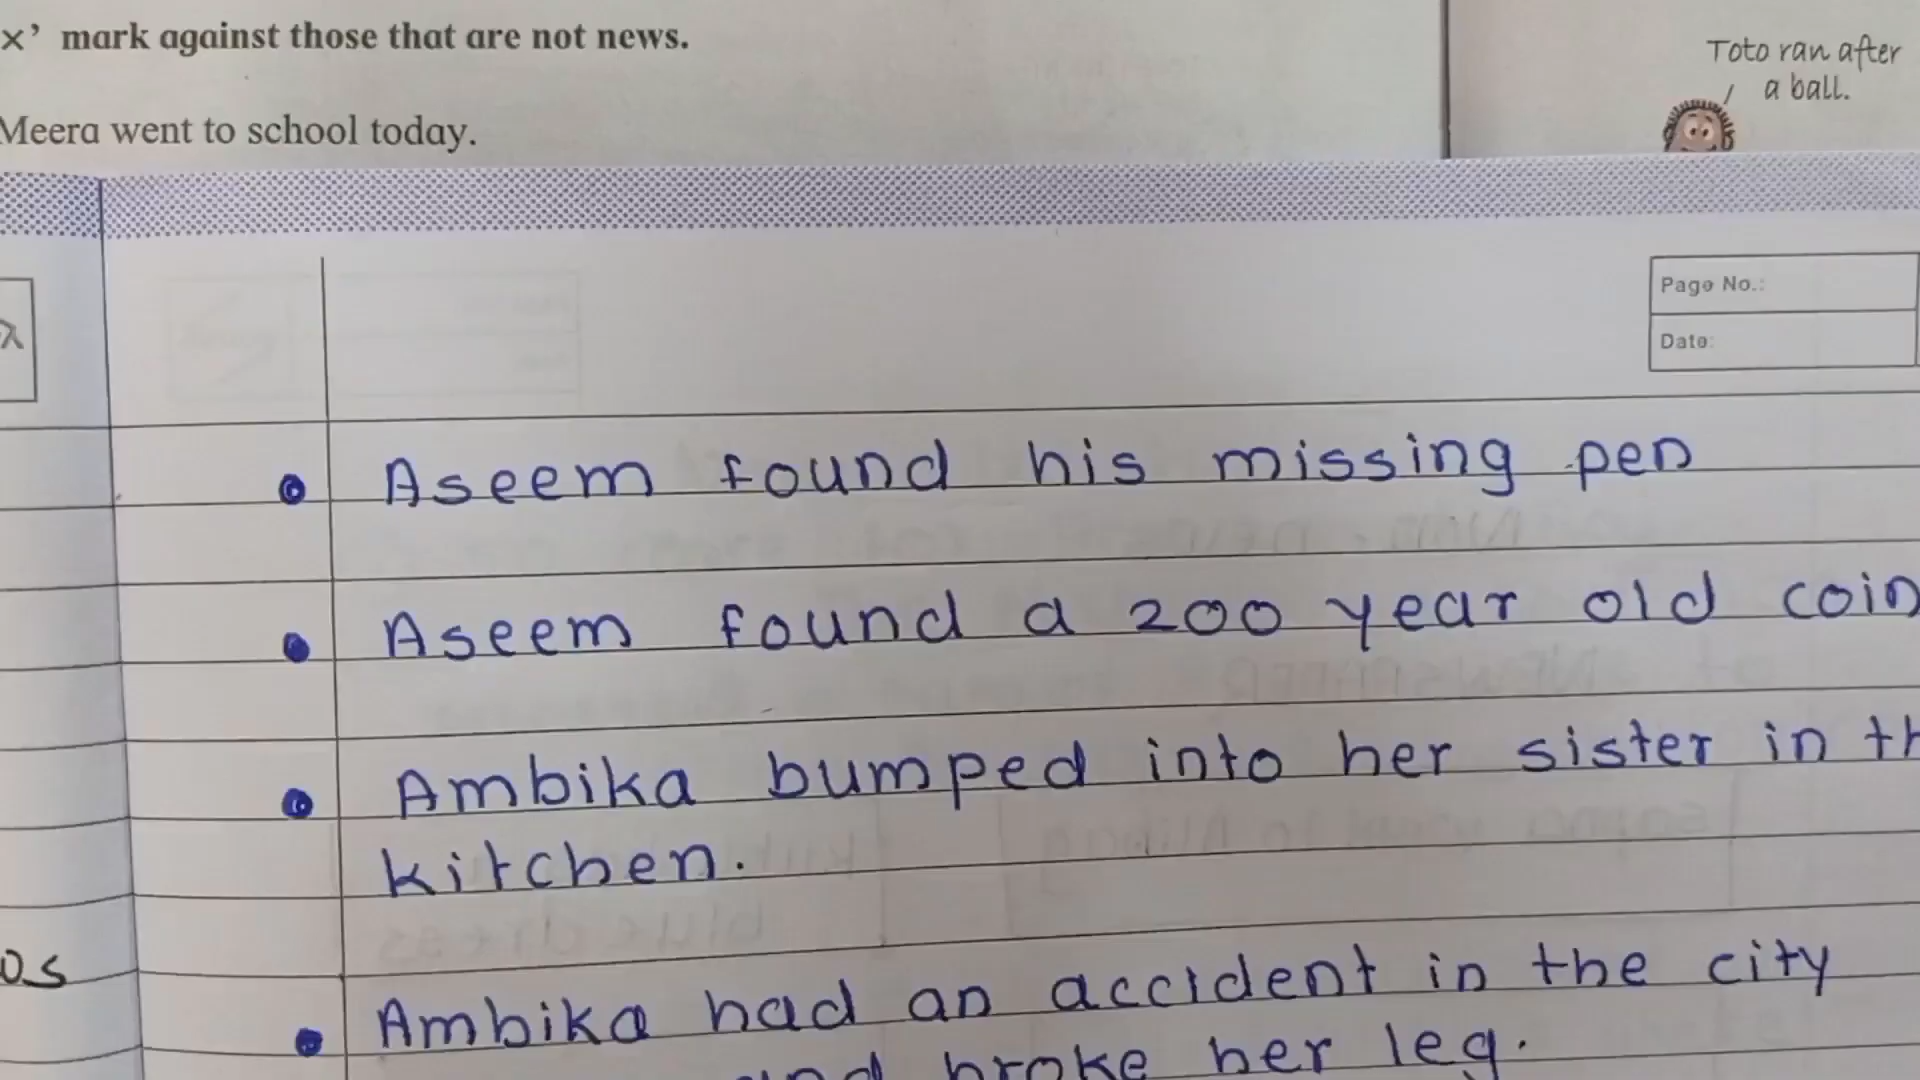 x’ mark against those that are not news.
Toto ran after
a ball.
Meera went to school today.
Page No.:
Date:
Aseem found his missing pen
Aseem found a 200 year old coin
Ambika bumped into her sister in th
kitchen.
os
Ambika had an accident in the city
and broke her leg.